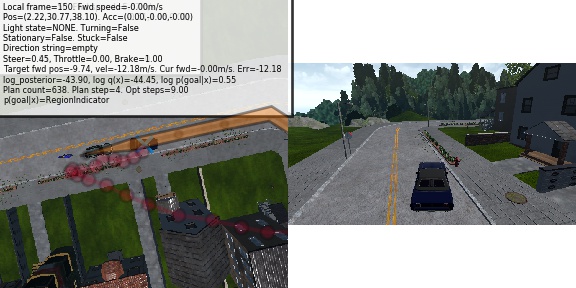 Local frame=150. Fwd speed=-0.00m/s
Pos=(2.22,30.77,38.10). Acc=(0.00,-0.00,-0.00)
Light state=NONE. Turning=False
Stationary=False. Stuck=False
Direction string=empty
Steer=0.45, Throttle=0.00, Brake=1.00
Target fwd pos=-9.74, vel=-12.18m/s. Cur fwd=-0.00m/s. Err=-12.18
log_posterior=-43.90, log q(x)=-44.45, log p(goal|x)=0.55
Plan count=638. Plan step=4. Opt steps=9.00
p(goal|x)=RegionIndicator